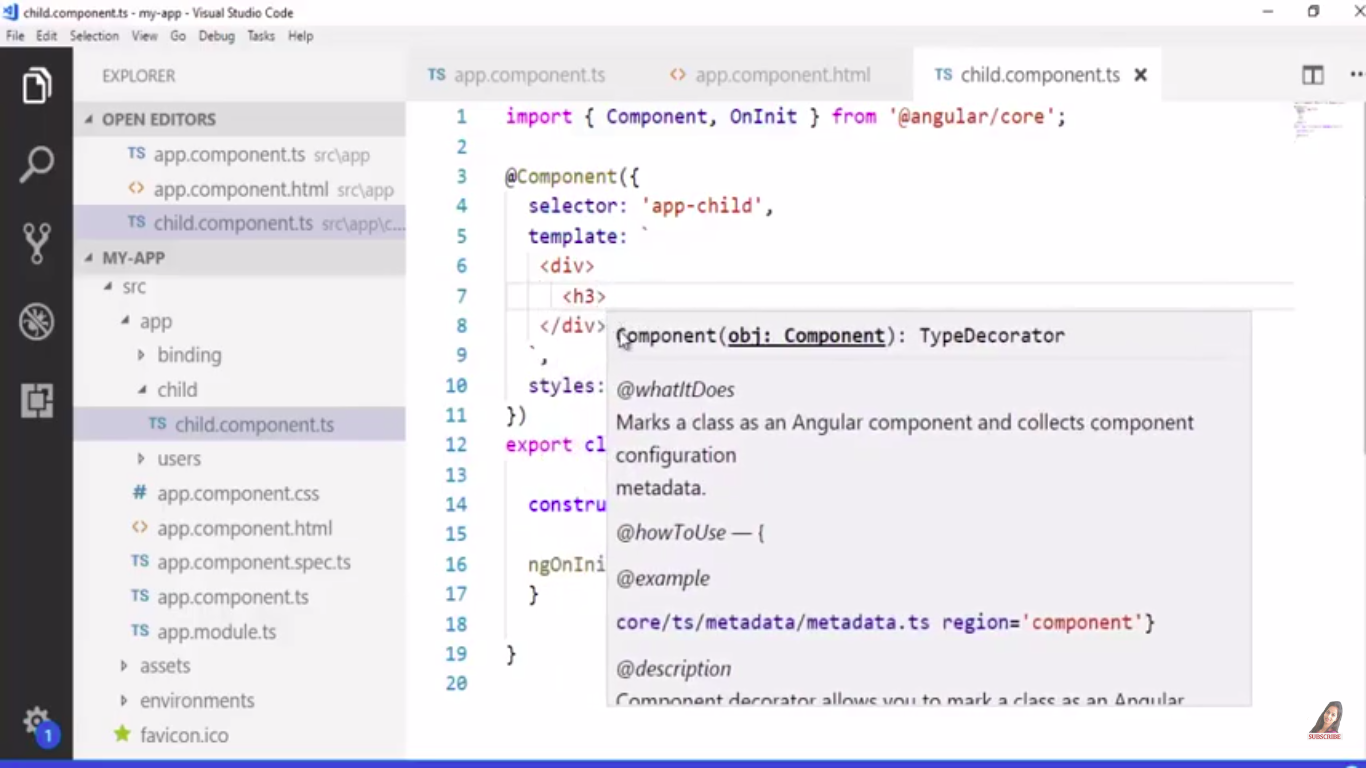 child.component.ts - my-app - Visual Studio Code
File Edit Selection View Go Debug Tasks Help
EXPLORER
OPEN EDITORS
TS app.component.ts src\app
<> app.component.html src\app
TS child.component.ts src\app\c...
MY-APP
src
app
binding
child
TS child.component.ts
users
# app.component.css
<> app.component.html
TS app.component.spec.ts
TS app.component.ts
TS app.module.ts
assets
environments
favicon.ico
1
TS app.component.ts <> app.component.html TS child.component.ts
1 import { Component, OnInit } from '@angular/core';
2
3 @Component({
4 selector: 'app-child',
5 template: `
6 <div>
7 <h3>
8 </div>
9 `,
10 styles:
11 })
12 export cl
13
14 constru
15
16 ngOnIni
17 }
18
19 }
20
Component(obj: Component): TypeDecorator
@whatItDoes
Marks a class as an Angular component and collects component
configuration
metadata.
@howToUse — {
@example
core/ts/metadata/metadata.ts region='component'}
@description
Component decorator allows you to mark a class as an Angular
SUBSCRIBE